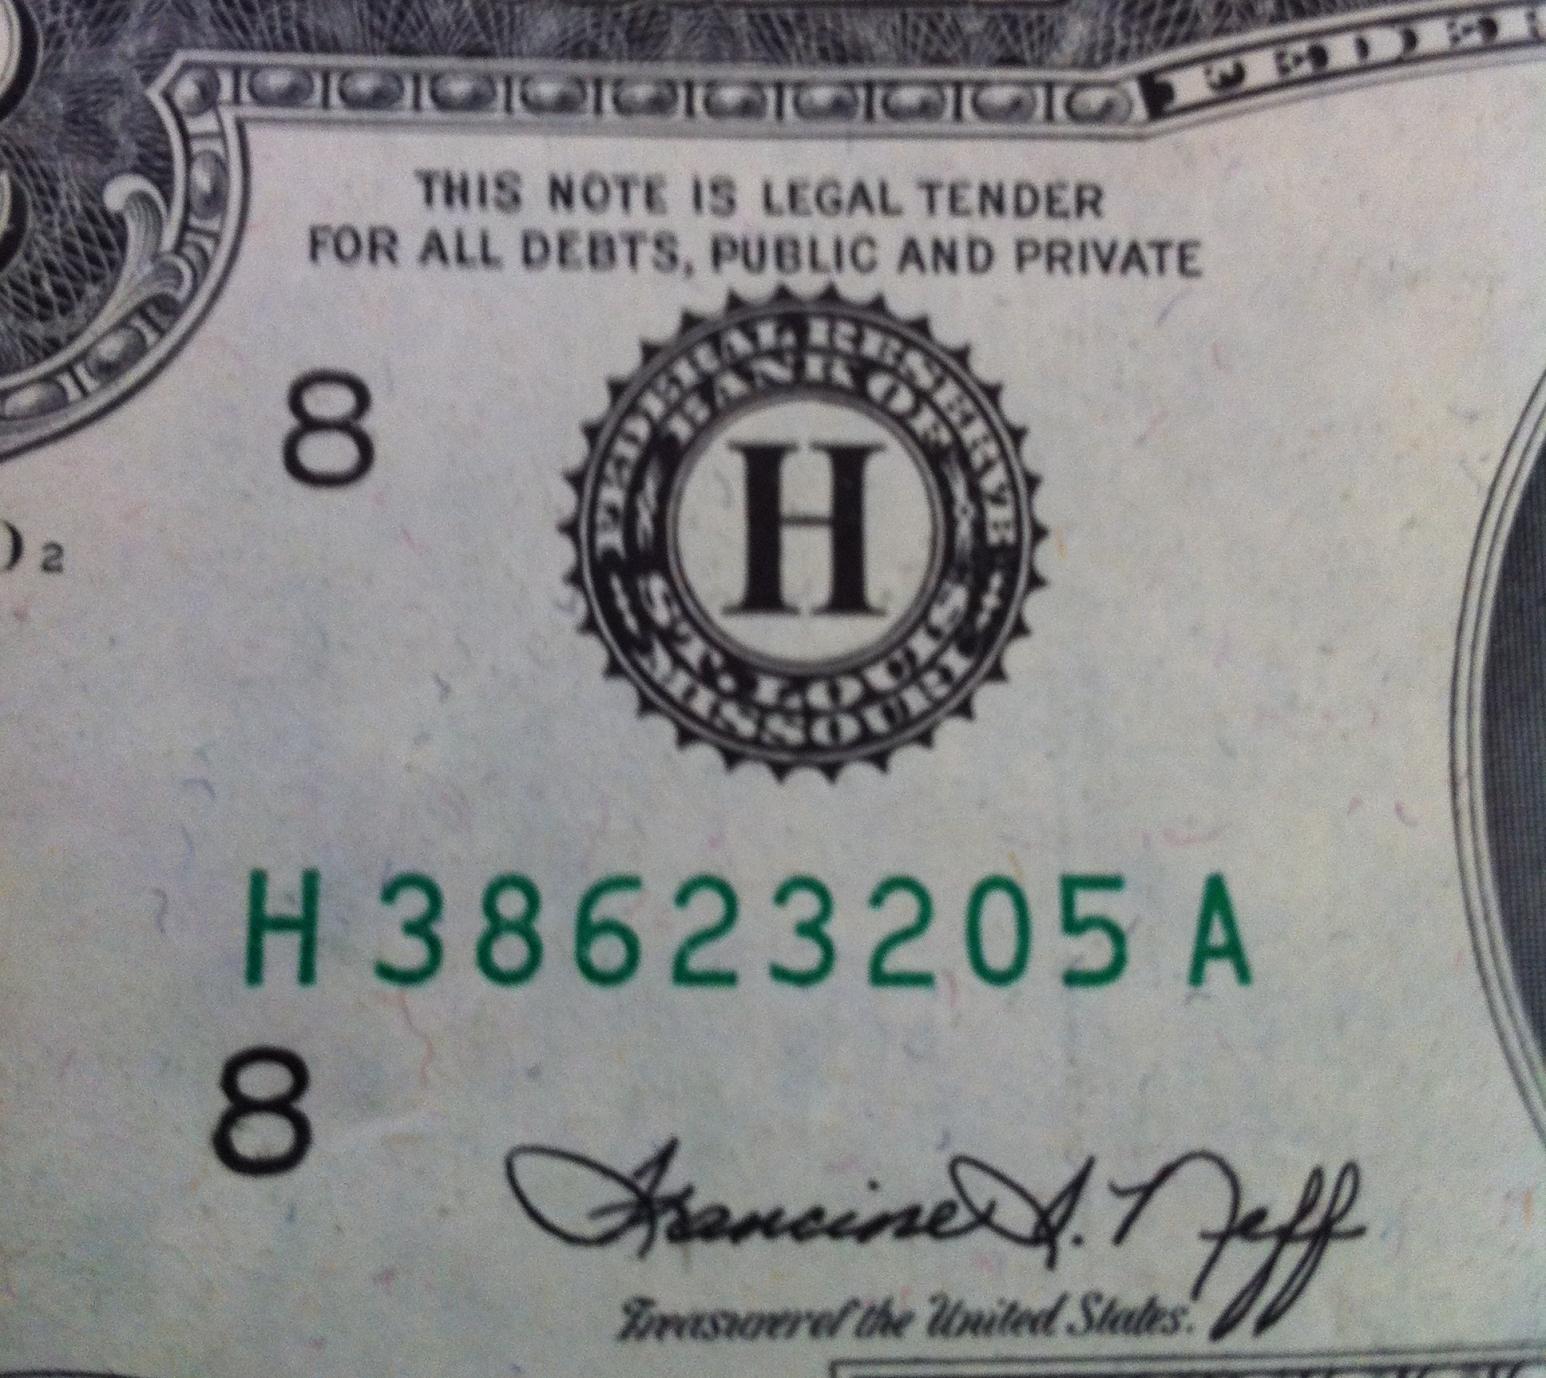 THIS NOTE IS LEGAL TENDER
FOR ALL DEBTS, PUBLIC AND PRIVATE
8
FEDERAL RESERVE
BANK OF
H
ST. LOUIS
MISSOURI
2
H 38623205 A
8
Francine I. Neff
Treasurer of the United States.